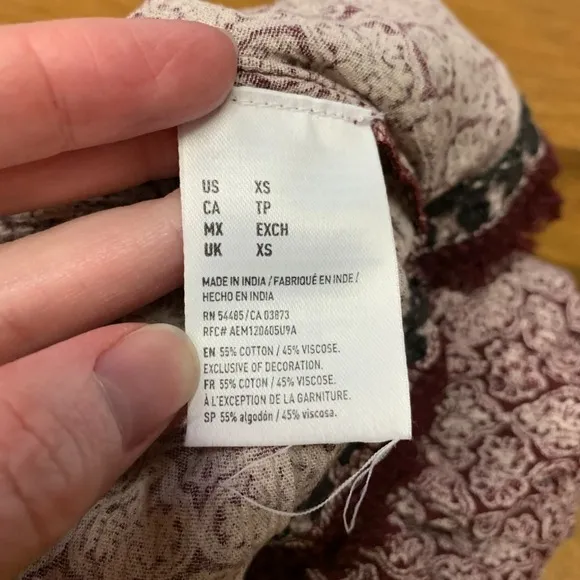 US XS
CA TP
MX EXCH
UK XS
MADE IN INDIA / FABRIQUÉ EN INDE /
HECHO EN INDIA
RN 54485 / CA 03873
RFC# AEM120605U9A
EN 55% COTTON / 45% VISCOSE.
EXCLUSIVE OF DECORATION.
FR 55% COTON / 45% VISCOSE.
À L'EXCEPTION DE LA GARNITURE.
SP 55% algodón / 45% viscosa.